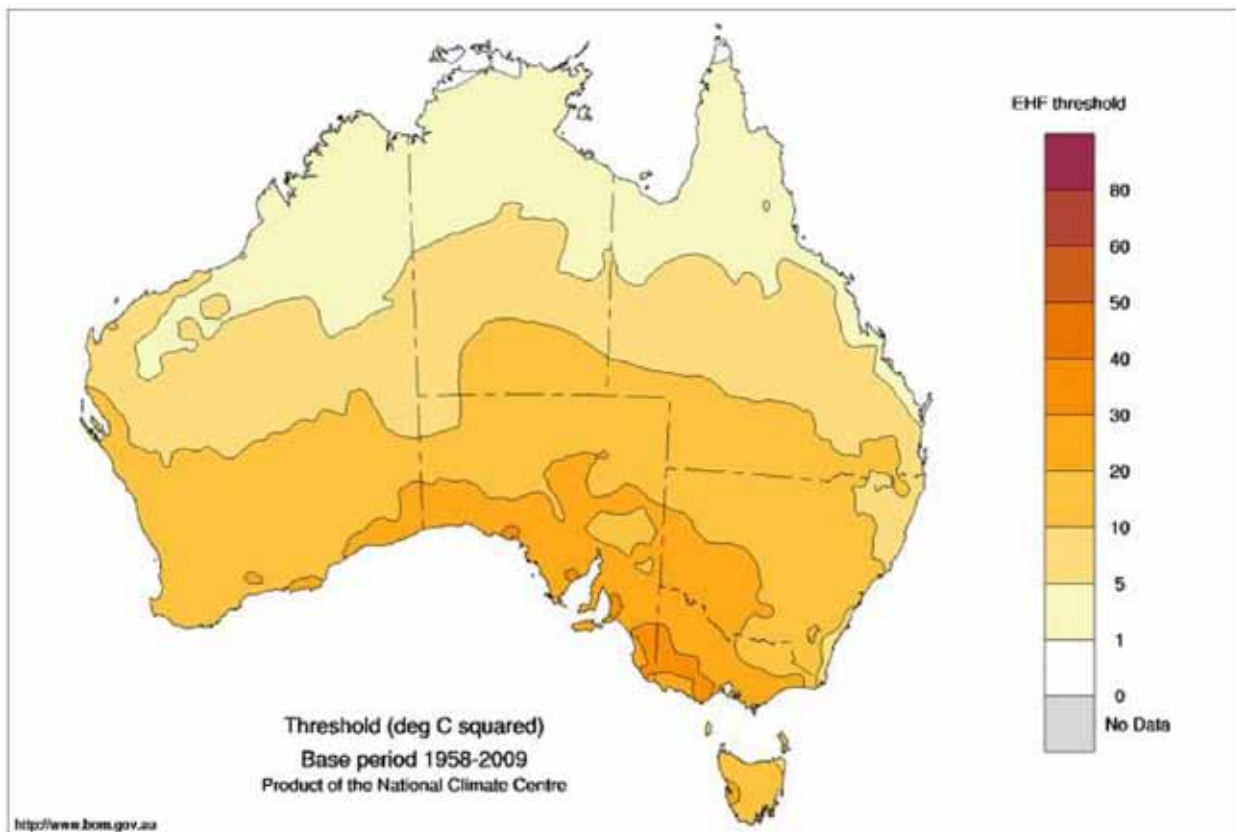 EHF threshold
80
60
50
40
30
20
10
5
1
0
No Data
Threshold (deg C squared)
Base period 1958-2009
Product of the National Climate Centre
http://www.bom.gov.au